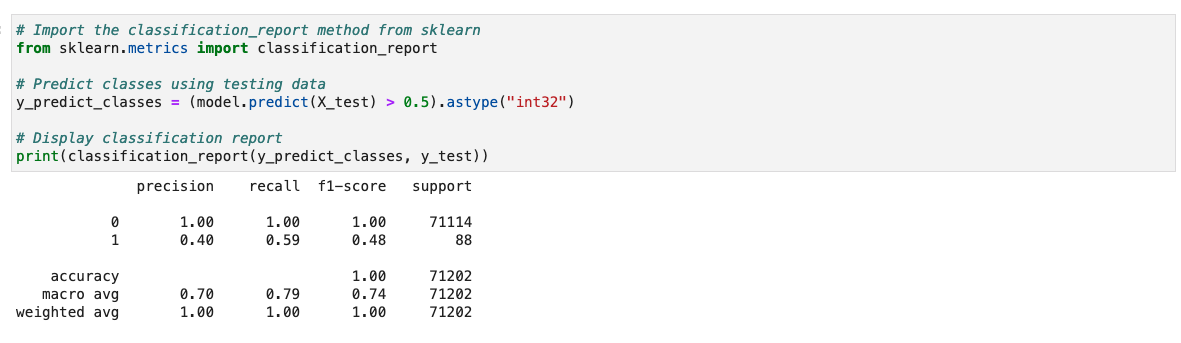 # Import the classification_report method from sklearn
from sklearn.metrics import classification_report
# Predict classes using testing data
y_predict_classes = (model.predict(X_test) > 0.5).astype("int32")
# Display classification report
print(classification_report(y_predict_classes, y_test))
precision recall f1-score support
0 1.00 1.00 1.00 71114
1 0.40 0.59 0.48 88
accuracy 1.00 71202
macro avg 0.70 0.79 0.74 71202
weighted avg 1.00 1.00 1.00 71202